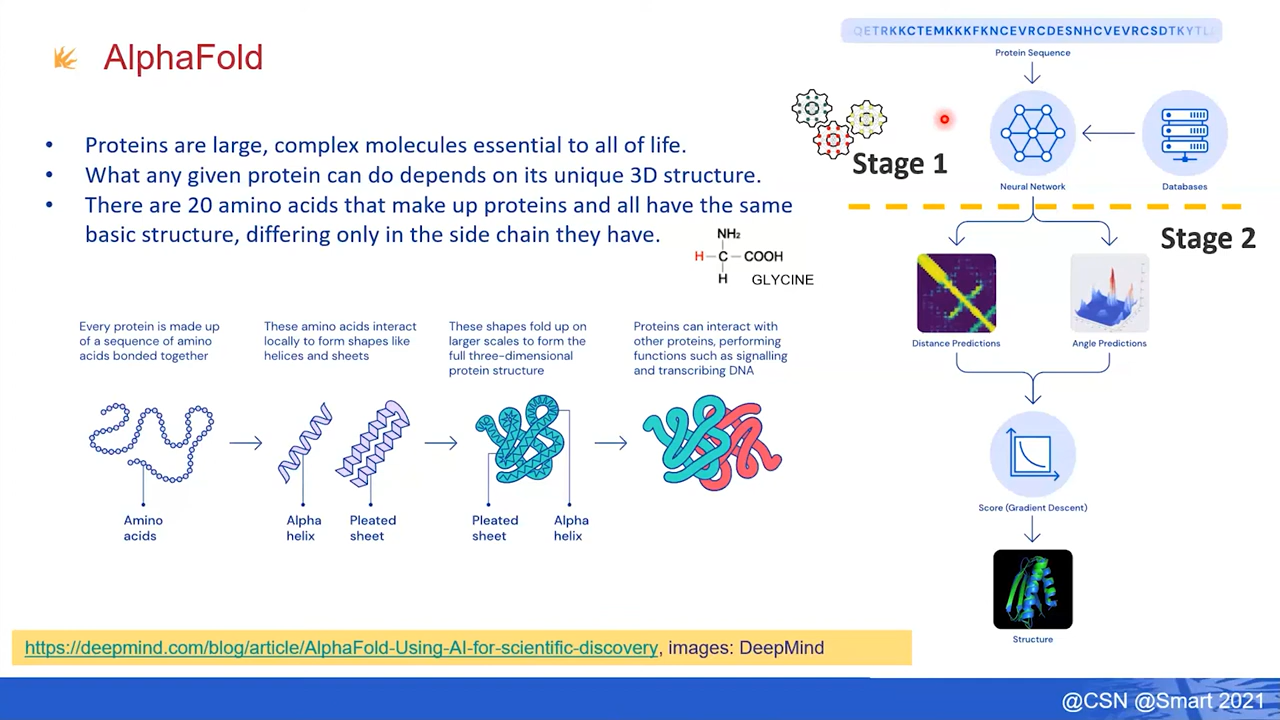 AlphaFold
• Proteins are large, complex molecules essential to all of life.
• What any given protein can do depends on its unique 3D structure.
• There are 20 amino acids that make up proteins and all have the same
basic structure, differing only in the side chain they have.
NH₂
H – C – COOH
H
GLYCINE
Every protein is made up
of a sequence of amino
acids bonded together
These amino acids interact
locally to form shapes like
helices and sheets
These shapes fold up on
larger scales to form the
full three-dimensional
protein structure
Proteins can interact with
other proteins, performing
functions such as signalling
and transcribing DNA
Amino
acids
Alpha
helix
Pleated
sheet
Pleated
sheet
Alpha
helix
QETRKKCTEMKKKFKNCEVRCDESNHCVEVRCSDTKYTL
Protein Sequence
Stage 1
Neural Network
Databases
Stage 2
Distance Predictions
Angle Predictions
Score (Gradient Descent)
Structure
https://deepmind.com/blog/article/AlphaFold-Using-AI-for-scientific-discovery, images: DeepMind
@CSN @Smart 2021